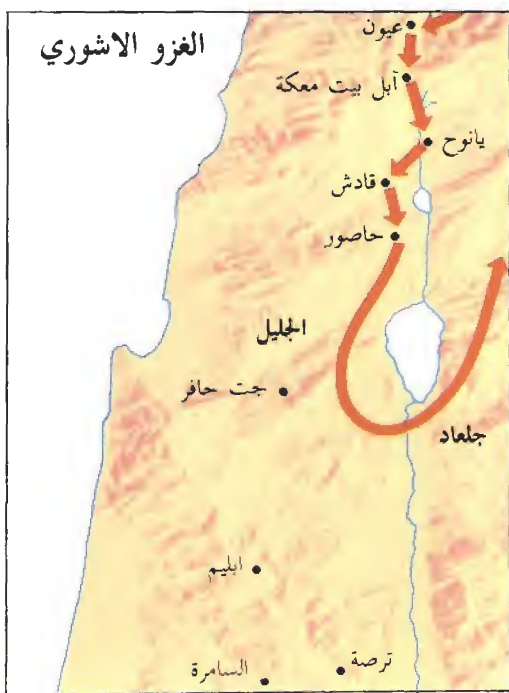 الغزو الاشوري
عيون
آبل بيت معكة
يانوح
قادش
حاصور
الجليل
جت حافر
جلعاد
ابليم
ترصة
السامرة